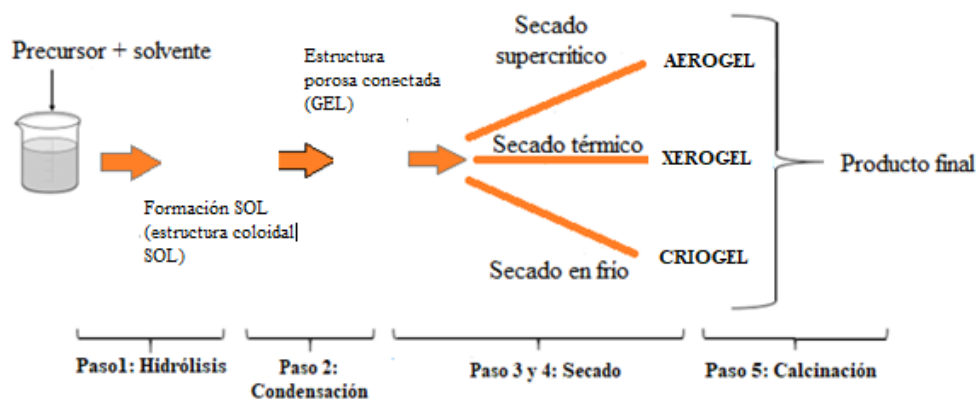 Precursor + solvente
Formación SOL
(estructura coloidal|
SOL)
Estructura
porosa conectada
(GEL)
Secado
supercrítico
Secado térmico
Secado en frío
AEROGEL
XEROGEL
CRIOGEL
Producto final
Paso1: Hidrólisis
Paso 2:
Condensación
Paso 3 y 4: Secado
Paso 5: Calcinación